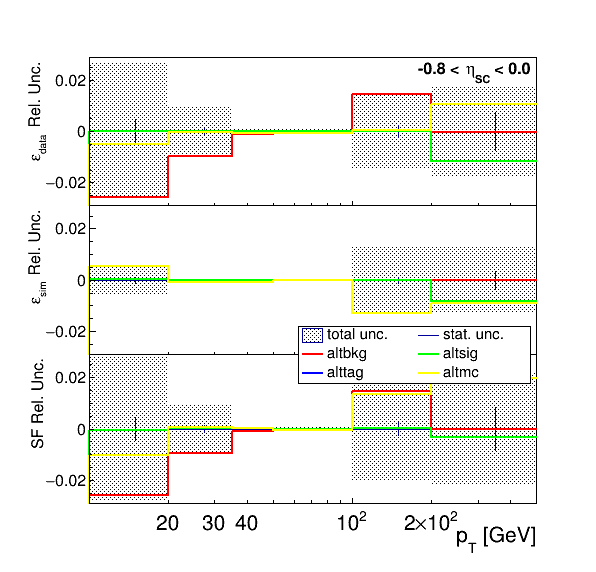 -0.8 < η_SC < 0.0
ε_data Rel. Unc.
0.02
0
−0.02
ε_sim Rel. Unc.
0.02
0
−0.02
total unc. stat. unc.
altbkg altsig
alttag altmc
SF Rel. Unc.
0.02
0
−0.02
20 30 40 10² 2×10²
p_T [GeV]